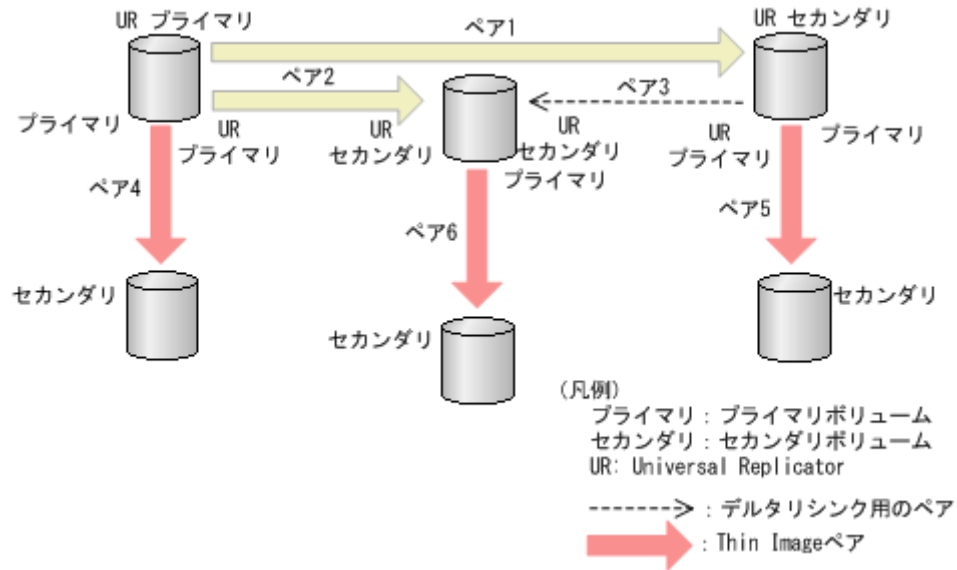 UR プライマリ
ペア1
UR セカンダリ
ペア2
ペア3
プライマリ
UR
プライマリ
UR
セカンダリ
UR
セカンダリ
プライマリ
UR
プライマリ
プライマリ
ペア4
ペア6
ペア5
セカンダリ
セカンダリ
セカンダリ
(凡例)
プライマリ : プライマリボリューム
セカンダリ : セカンダリボリューム
UR: Universal Replicator
: デルタリシンク用のペア
: Thin Imageペア